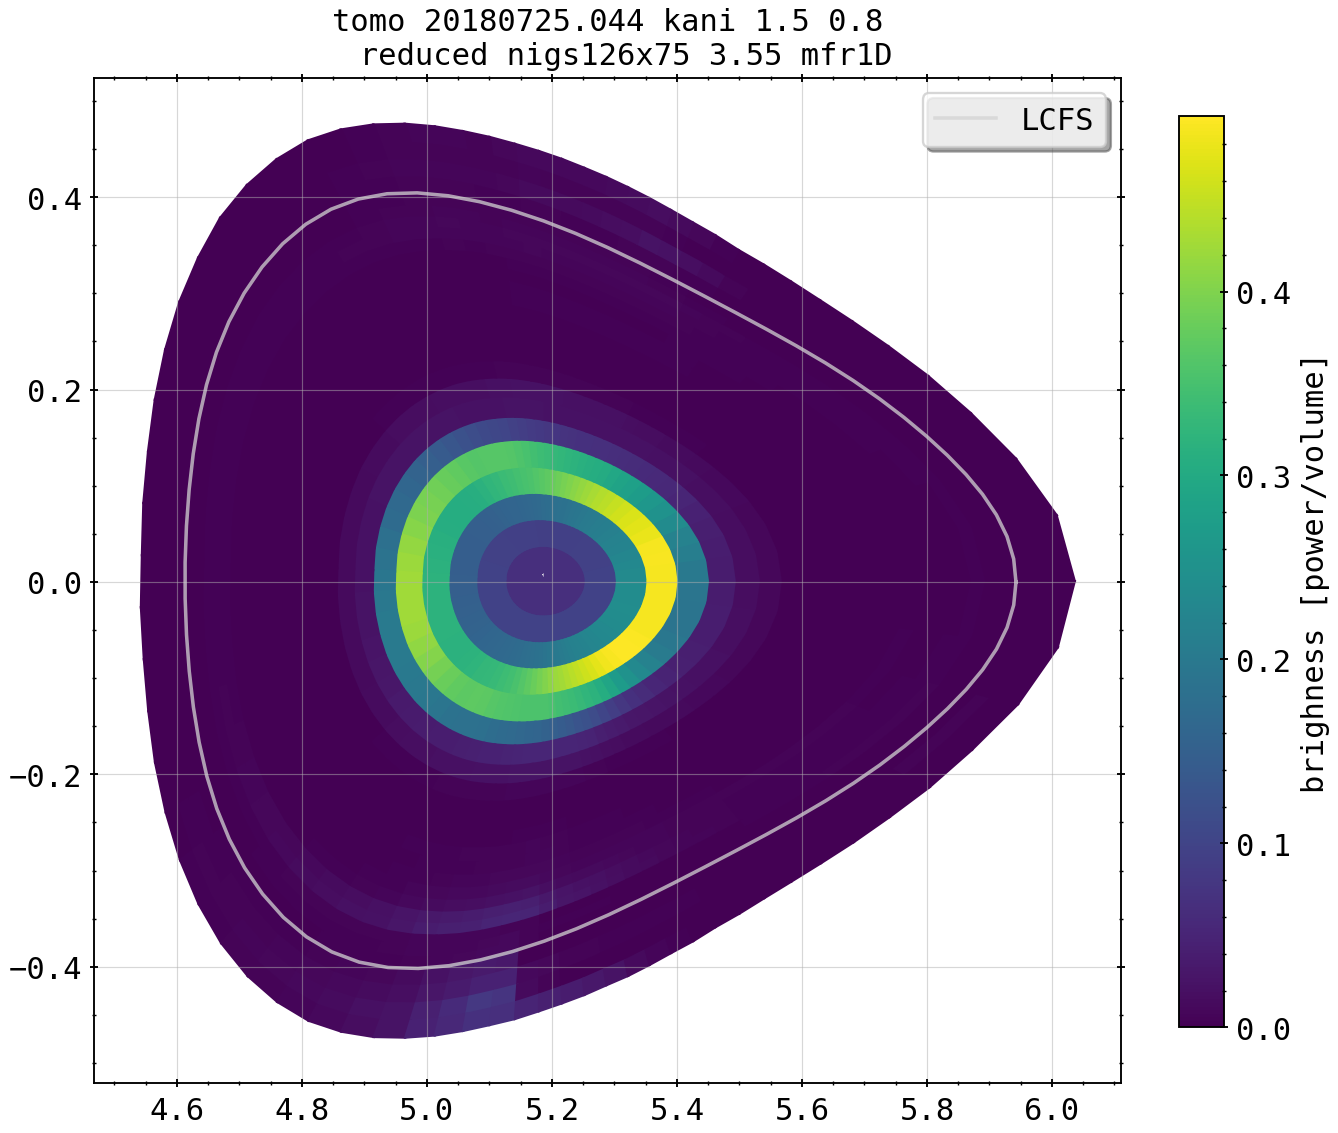 tomo 20180725.044 kani 1.5 0.8
reduced nigs126x75 3.55 mfr1D
LCFS
0.4
0.2
0.0
−0.2
−0.4
4.6 4.8 5.0 5.2 5.4 5.6 5.8 6.0
0.4
0.3
0.2
0.1
0.0
brighness [power/volume]